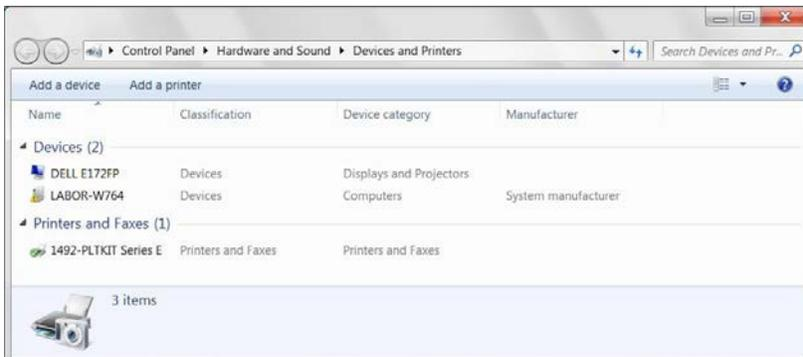 Control Panel ▸ Hardware and Sound ▸ Devices and Printers Search Devices and Pr...
Add a device Add a printer
Name Classification Device category Manufacturer
Devices (2)
DELL E172FP Devices Displays and Projectors
LABOR-W764 Devices Computers System manufacturer
Printers and Faxes (1)
1492-PLTKIT Series E Printers and Faxes Printers and Faxes
3 items